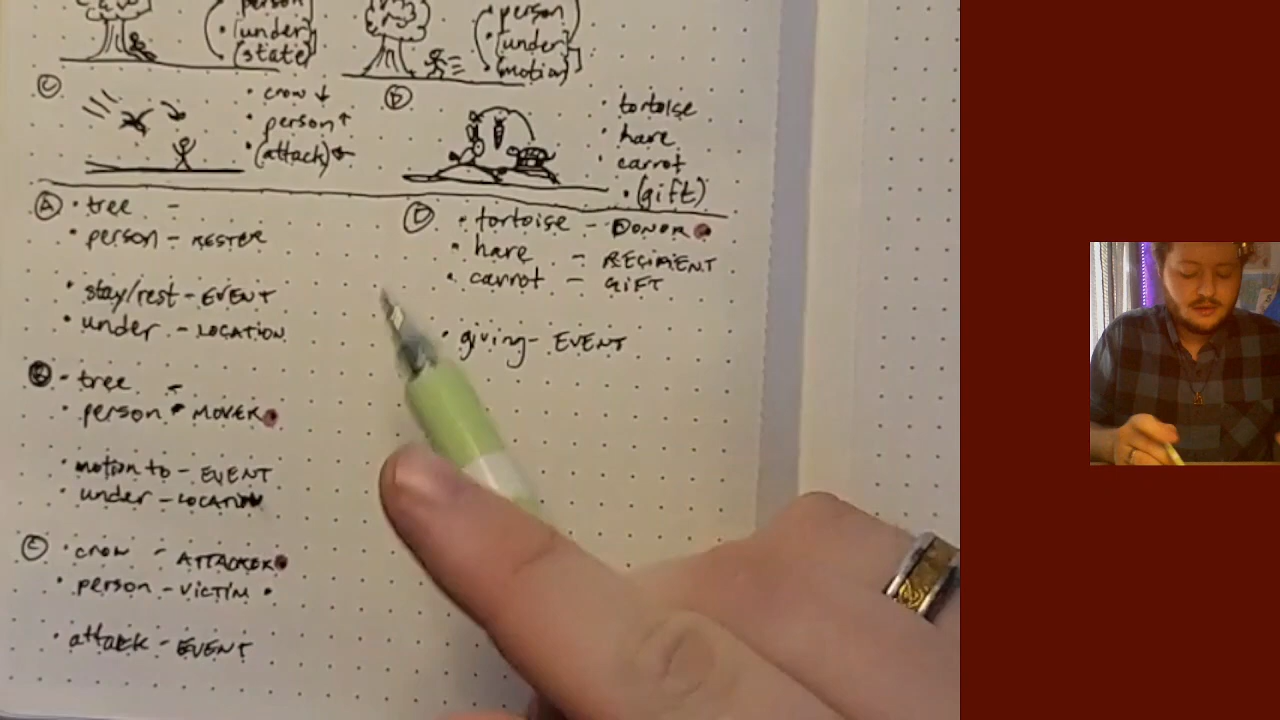 person
(under)
(state)
person
(under)
(motion)
C
• crow ↓
• person ↑
• (attack) ←
D
• tortoise
• hare
• carrot
• (gift)
A • tree –
• person – RESTER
• stay/rest – EVENT
• under – LOCATION
B – tree –
• person – MOVER
• motion to – EVENT
• under – LOCATION
C • crow – ATTACKER
• person – VICTIM •
• attack – EVENT
D • tortoise – DONOR
• hare – RECIPIENT
• carrot – GIFT
• giving – EVENT